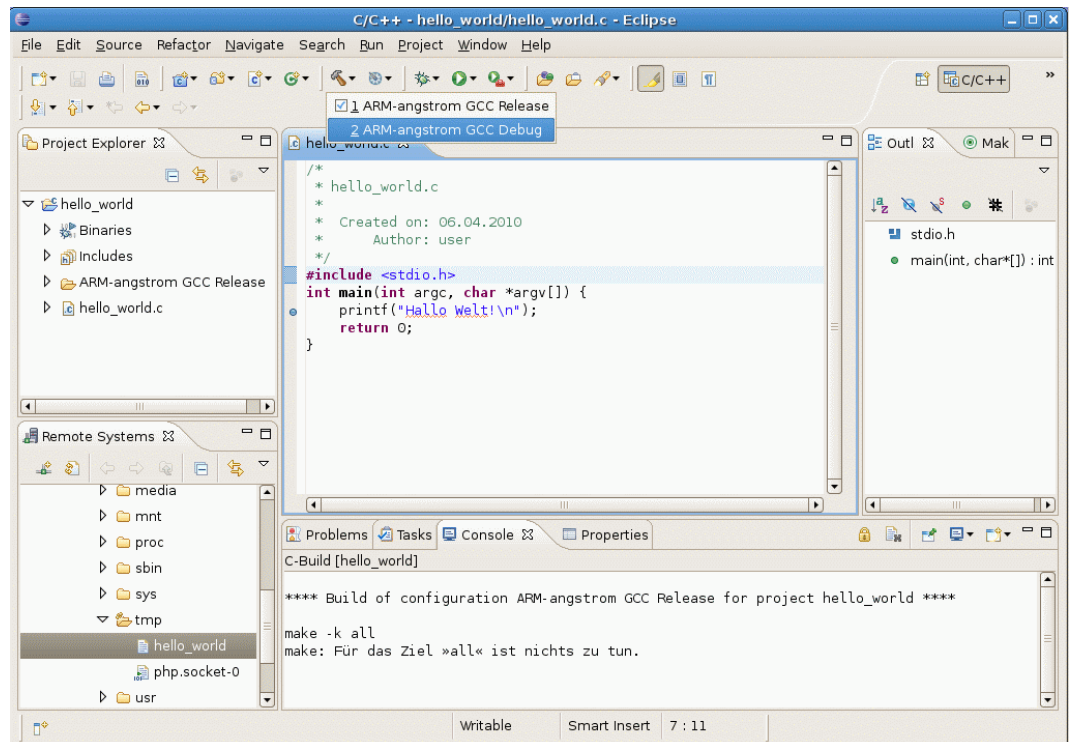 C/C++ - hello_world/hello_world.c - Eclipse
File Edit Source Refactor Navigate Search Run Project Window Help
C/C++ »
1 ARM-angstrom GCC Release
2 ARM-angstrom GCC Debug
Project Explorer
hello_world
Binaries
Includes
ARM-angstrom GCC Release
hello_world.c
hello_world.c
/*
* hello_world.c
*
* Created on: 06.04.2010
* Author: user
*/
#include <stdio.h>
int main(int argc, char *argv[]) {
printf("Hallo Welt!\n");
return 0;
}
Outl Mak
stdio.h
main(int, char*[]) : int
Remote Systems
media
mnt
proc
sbin
sys
tmp
hello_world
php.socket-0
usr
Problems Tasks Console Properties
C-Build [hello_world]
**** Build of configuration ARM-angstrom GCC Release for project hello_world ****
make -k all
make: Für das Ziel »all« ist nichts zu tun.
Writable Smart Insert 7 : 11